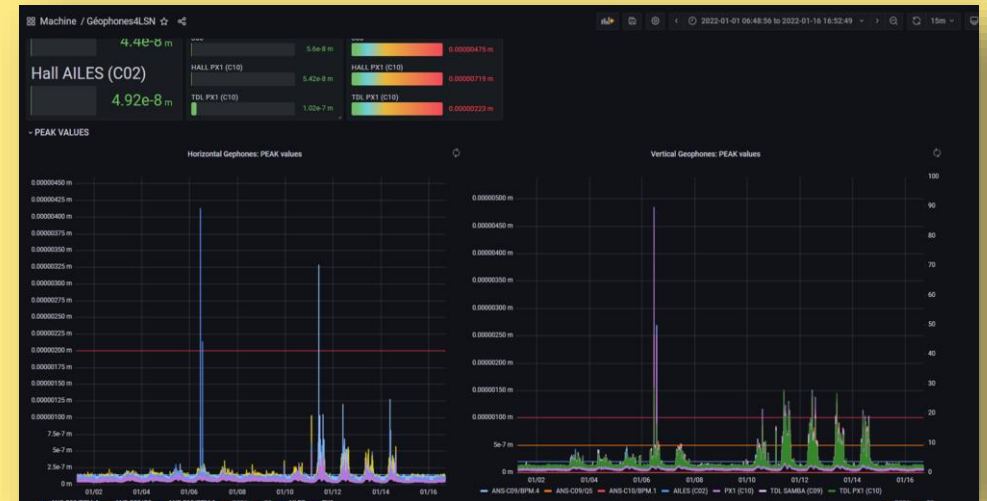 Machine / Géophones4LSN
2022-01-01 06:48:56 to 2022-01-16 16:52:49
15m
4.4e-8 m
5.6e-8 m
0.00000475 m
Hall AILES (C02)
HALL PX1 (C10)
HALL PX1 (C10)
5.42e-8 m
0.00000719 m
4.92e-8 m
TDL PX1 (C10)
TDL PX1 (C10)
1.02e-7 m
0.00000223 m
PEAK VALUES
Horizontal Gephones: PEAK values
0.00000450 m
0.00000425 m
0.00000400 m
0.00000375 m
0.00000350 m
0.00000325 m
0.00000300 m
0.00000275 m
0.00000250 m
0.00000225 m
0.00000200 m
0.00000175 m
0.00000150 m
0.00000125 m
0.00000100 m
7.5e-7 m
5e-7 m
2.5e-7 m
0 m
01/02 01/04 01/06 01/08 01/10 01/12 01/14 01/16
Vertical Geophones: PEAK values
0.00000500 m
0.00000450 m
0.00000400 m
0.00000350 m
0.00000300 m
0.00000250 m
0.00000200 m
0.00000150 m
0.00000100 m
5e-7 m
0 m
100
90
80
70
60
50
40
30
20
10
0
01/02 01/04 01/06 01/08 01/10 01/12 01/14 01/16
ANS-C09/BPM.4 ANS-C09/Q5 ANS-C10/BPM.1 AILES (C02) PX1 (C10) TDL SAMBA (C09) TDL PX1 (C10)